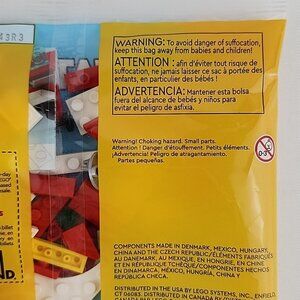 43R3
WARNING: To avoid danger of suffocation,
keep this bag away from babies and children!
ATTENTION : afin d'éviter tout risque de
suffocation, ne jamais laisser ce sac à portée des
enfants, en particulier des bébés !
ADVERTENCIA: Mantener esta bolsa
fuera del alcance de bebés y niños para
evitar el peligro de asfixia.
Warning! Choking hazard. Small parts.
Attention ! Danger d'étouffement. Petits éléments.
¡Advertencia! Peligro de atragantamiento.
Partes pequeñas.
0-3
COMPONENTS MADE IN DENMARK, MEXICO, HUNGARY,
CHINA AND THE CZECH REPUBLIC/ÉLÉMENTS FABRIQUÉS
AU DANEMARK, AU MEXIQUE, EN HONGRIE, EN CHINE
ET EN RÉPUBLIQUE TCHÈQUE/COMPONENTES HECHOS
EN DINAMARCA, MÉXICO, HUNGRÍA, CHINA Y
REPÚBLICA CHECA.
DISTRIBUTED IN THE USA BY LEGO SYSTEMS, INC., ENFIELD,
CT 06083. DISTRIBUTED IN CANADA BY